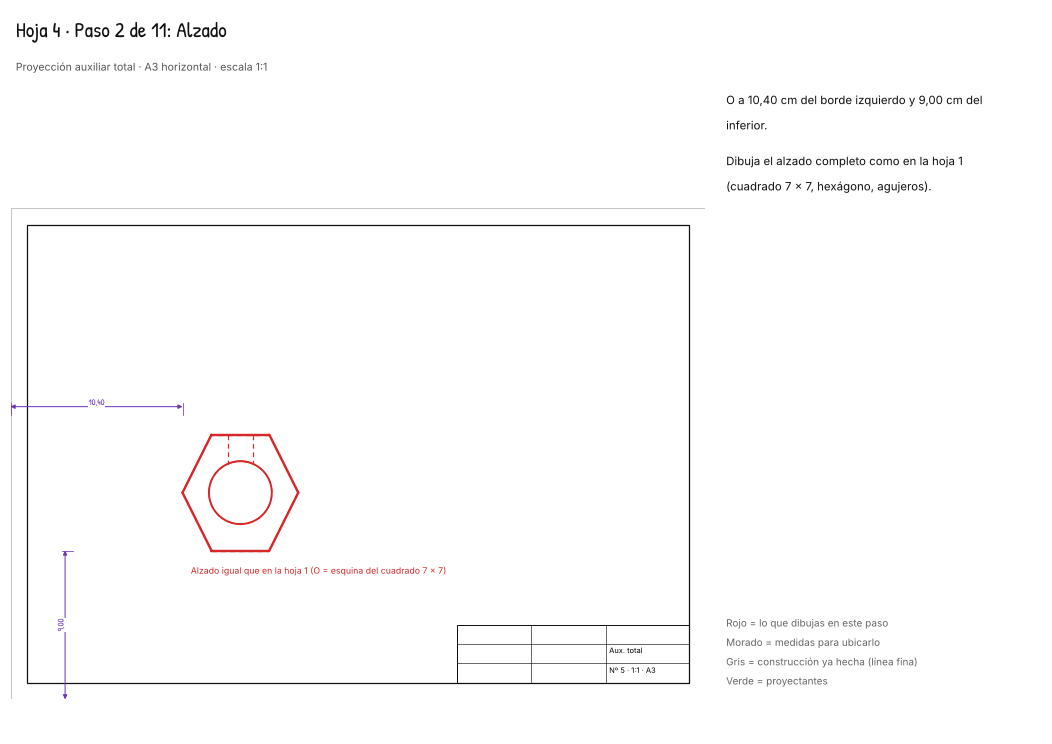 Hoja 4 · Paso 2 de 11: Alzado
Proyección auxiliar total · A3 horizontal · escala 1:1
O a 10,40 cm del borde izquierdo y 9,00 cm del
inferior.
Dibuja el alzado completo como en la hoja 1
(cuadrado 7 × 7, hexágono, agujeros).
10,40
Alzado igual que en la hoja 1 (O = esquina del cuadrado 7 × 7)
9,00
Aux. total
Nº 5 · 1:1 · A3
Rojo = lo que dibujas en este paso
Morado = medidas para ubicarlo
Gris = construcción ya hecha (línea fina)
Verde = proyectantes